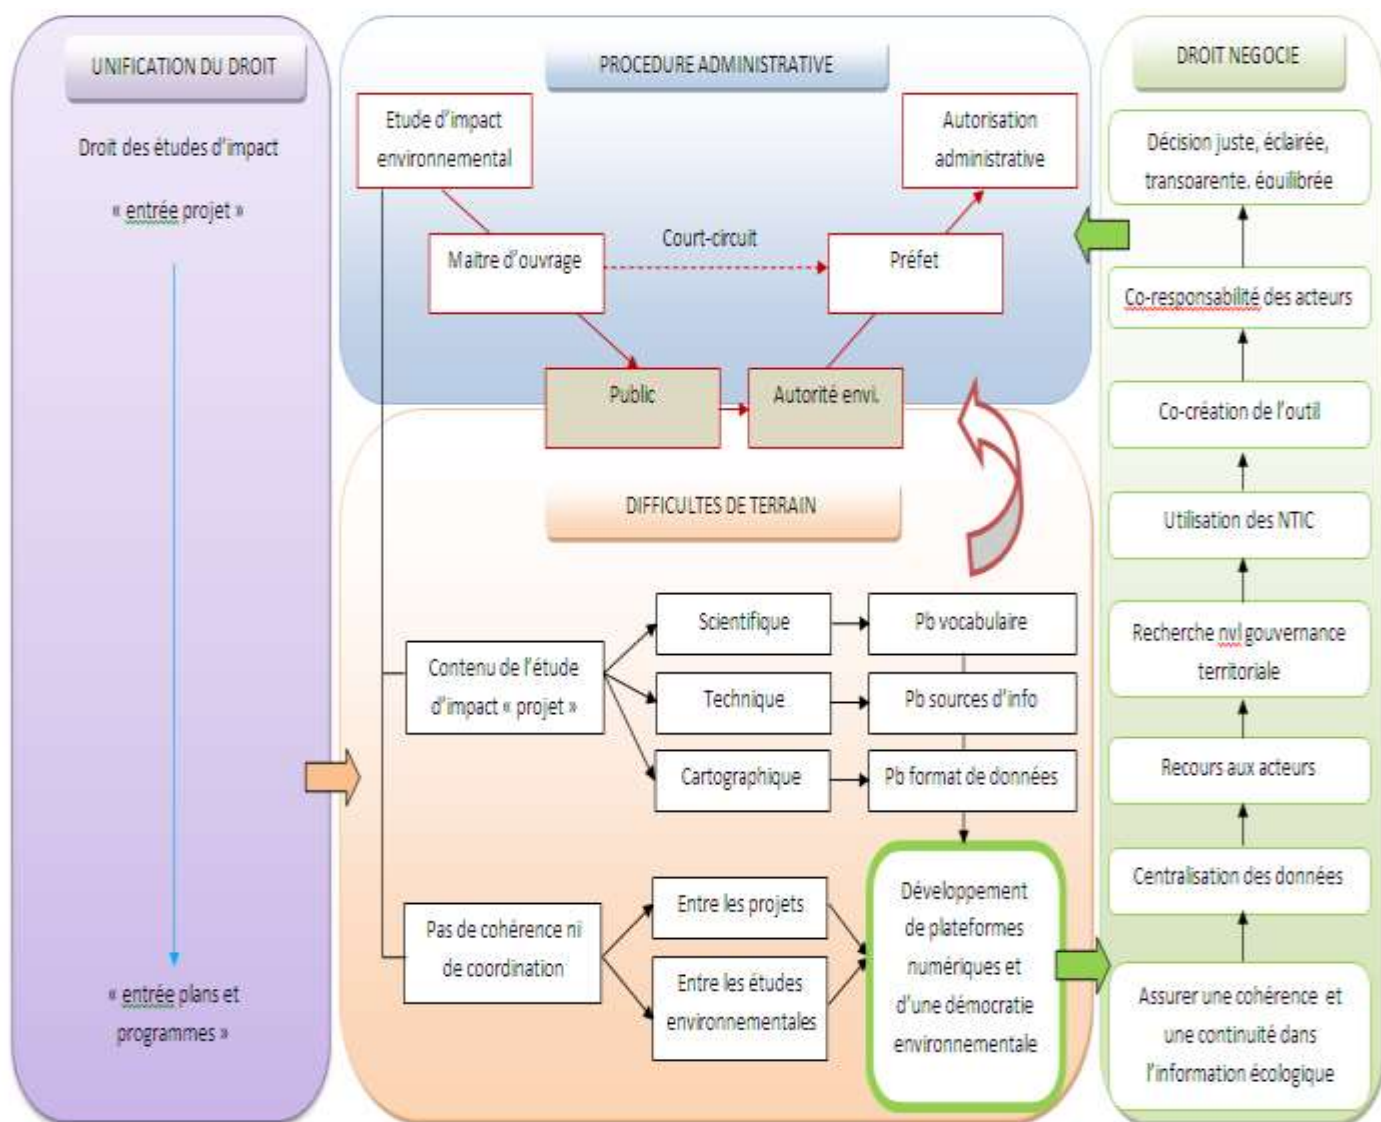 UNIFICATION DU DROIT
Droit des études d'impact
« entrée projet »
« entrée plans et
programmes »
PROCEDURE ADMINISTRATIVE
Etude d'impact
environnemental
Autorisation
administrative
Maître d'ouvrage
Court-circuit
Préfet
Public
Autorité envi.
DIFFICULTES DE TERRAIN
Contenu de l'étude
d'impact « projet »
Scientifique
Pb vocabulaire
Technique
Pb sources d'info
Cartographique
Pb format de données
Pas de cohérence ni
de coordination
Entre les projets
Entre les études
environnementales
Développement
de plateformes
numériques et
d'une démocratie
environnementale
DROIT NEGOCIE
Décision juste, éclairée,
transparente, équilibrée
Co-responsabilité des acteurs
Co-création de l'outil
Utilisation des NTIC
Recherche nvl gouvernance
territoriale
Recours aux acteurs
Centralisation des données
Assurer une cohérence et
une continuité dans
l'information écologique